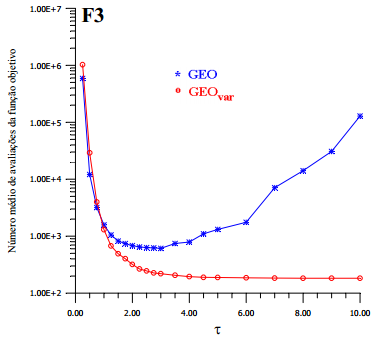 F3
1.00E+7
1.00E+6
1.00E+5
1.00E+4
1.00E+3
1.00E+2
Número médio de avaliações da função objetivo
GEO
GEOvar
0.00 2.00 4.00 6.00 8.00 10.00
τ